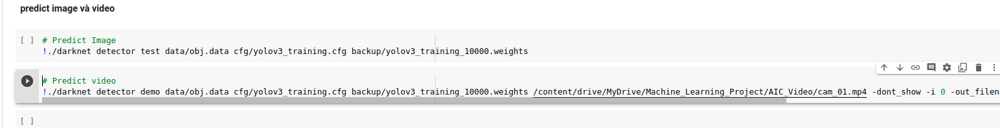 predict image và video
[ ] # Predict Image
!./darknet detector test data/obj.data cfg/yolov3_training.cfg backup/yolov3_training_10000.weights
# Predict video
!./darknet detector demo data/obj.data cfg/yolov3_training.cfg backup/yolov3_training_10000.weights /content/drive/MyDrive/Machine_Learning_Project/AIC_Video/cam_01.mp4 -dont_show -i 0 -out_filen
[ ]